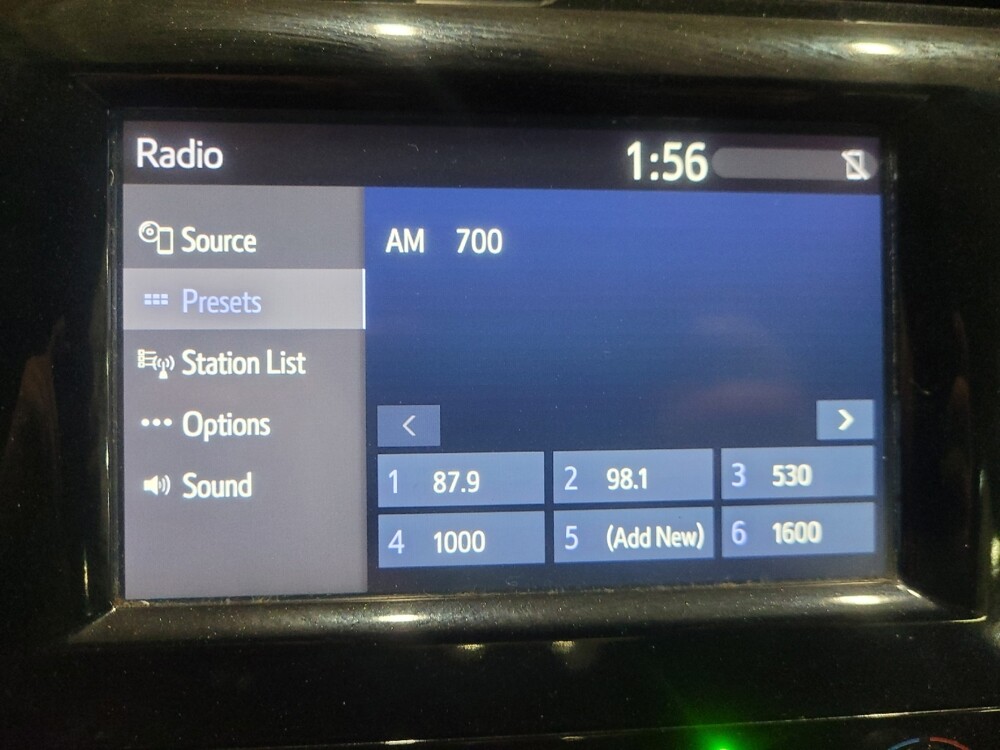 Radio 1:56
Source
AM 700
Presets
Station List
Options
< >
Sound
1 87.9 2 98.1 3 530
4 1000 5 (Add New) 6 1600